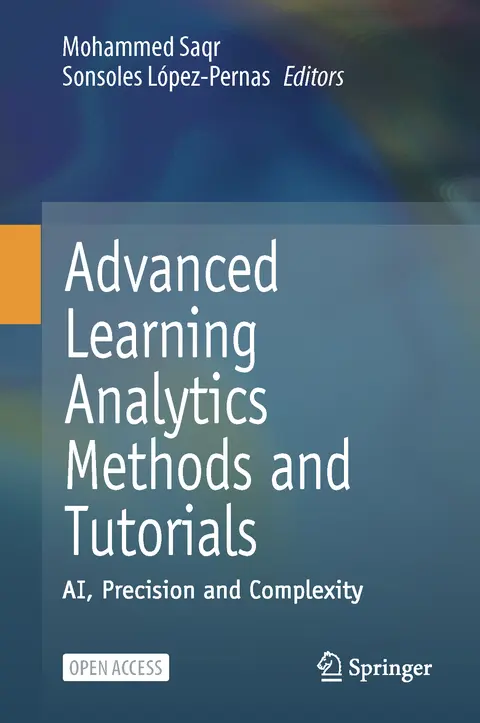 Mohammed Saqr
Sonsoles López-Pernas Editors
Advanced
Learning
Analytics
Methods and
Tutorials
AI, Precision and Complexity
OPEN ACCESS
Springer